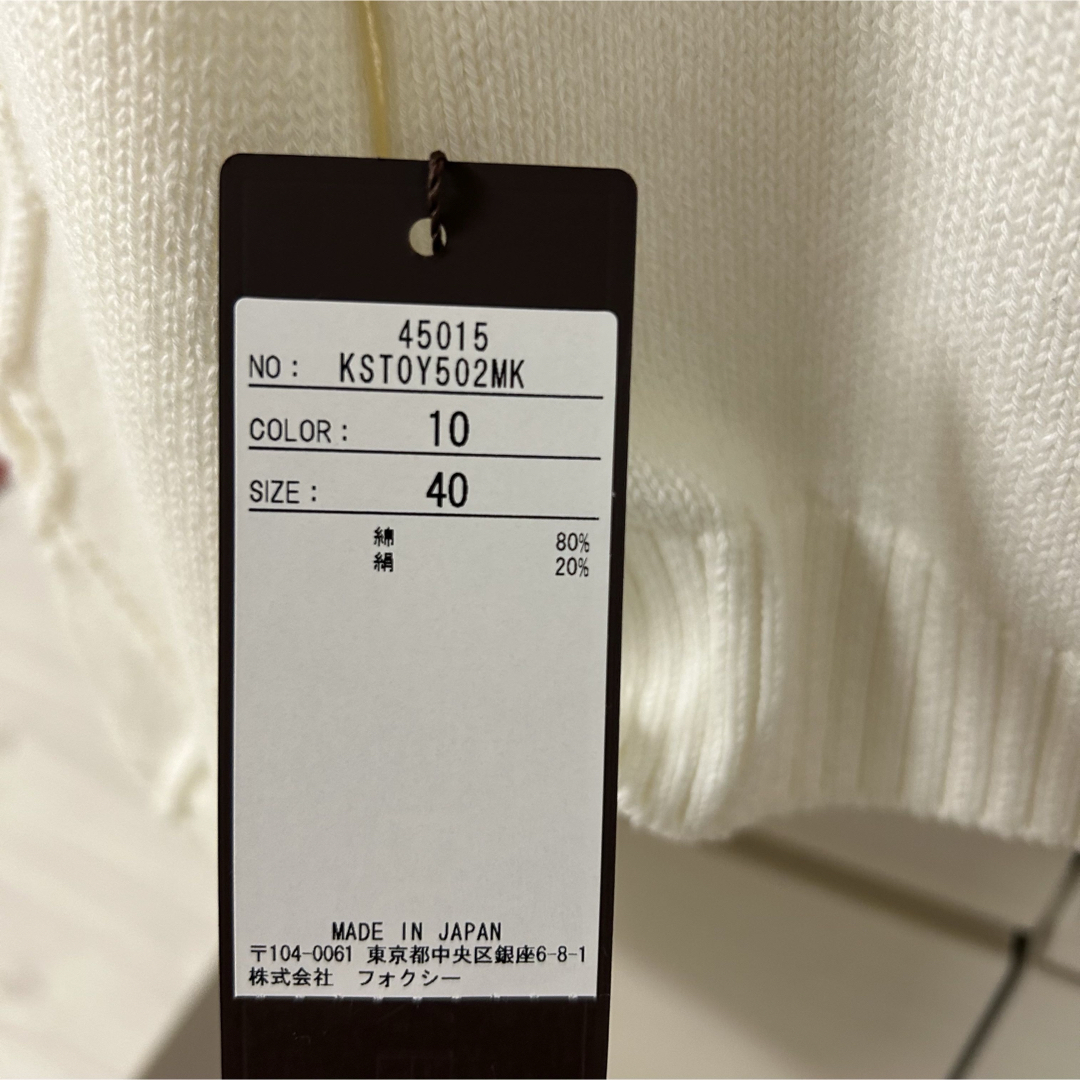 45015
NO: KSTOY502MK
COLOR: 10
SIZE: 40
綿 80%
絹 20%
MADE IN JAPAN
〒104-0061 東京都中央区銀座6-8-1
株式会社 フォクシー